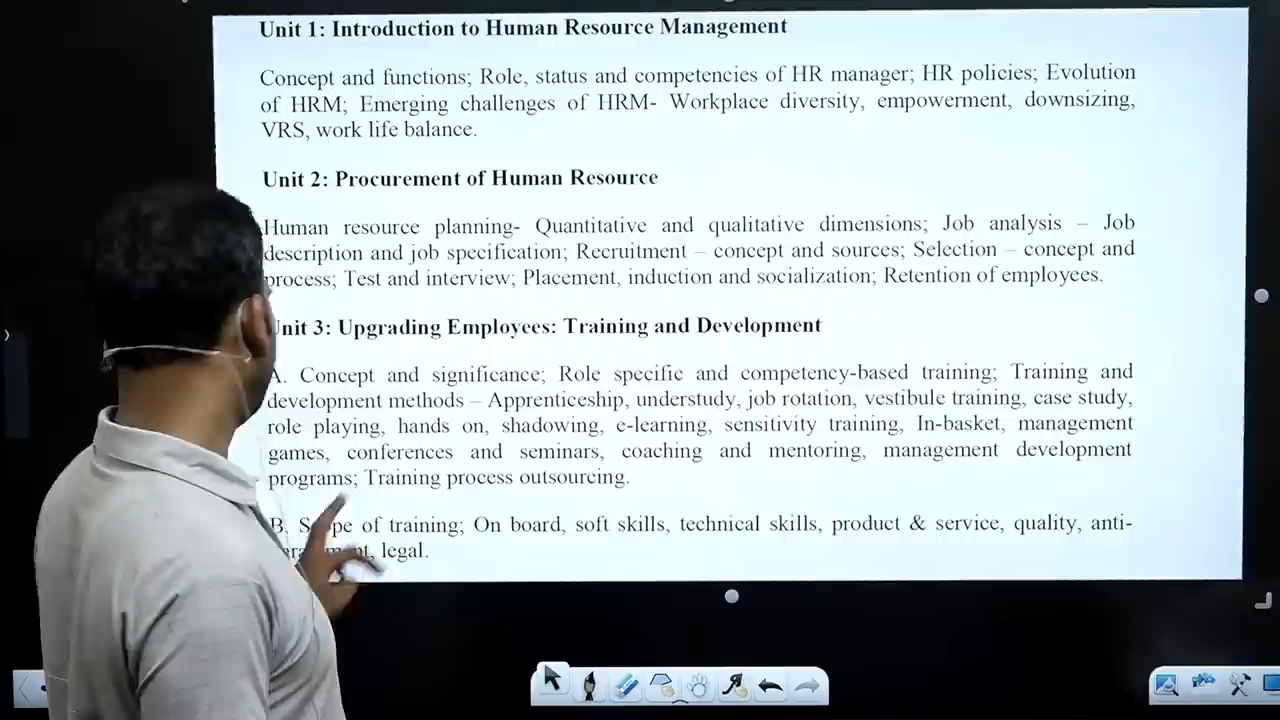 Unit 1: Introduction to Human Resource Management
Concept and functions; Role, status and competencies of HR manager; HR policies; Evolution
of HRM; Emerging challenges of HRM- Workplace diversity, empowerment, downsizing,
VRS, work life balance.
Unit 2: Procurement of Human Resource
Human resource planning- Quantitative and qualitative dimensions; Job analysis – Job
description and job specification; Recruitment – concept and sources; Selection – concept and
process; Test and interview; Placement, induction and socialization; Retention of employees.
Unit 3: Upgrading Employees: Training and Development
A. Concept and significance; Role specific and competency-based training; Training and
development methods – Apprenticeship, understudy, job rotation, vestibule training, case study,
role playing, hands on, shadowing, e-learning, sensitivity training, In-basket, management
games, conferences and seminars, coaching and mentoring, management development
programs; Training process outsourcing.
B. Scope of training; On board, soft skills, technical skills, product & service, quality, anti-
legal.